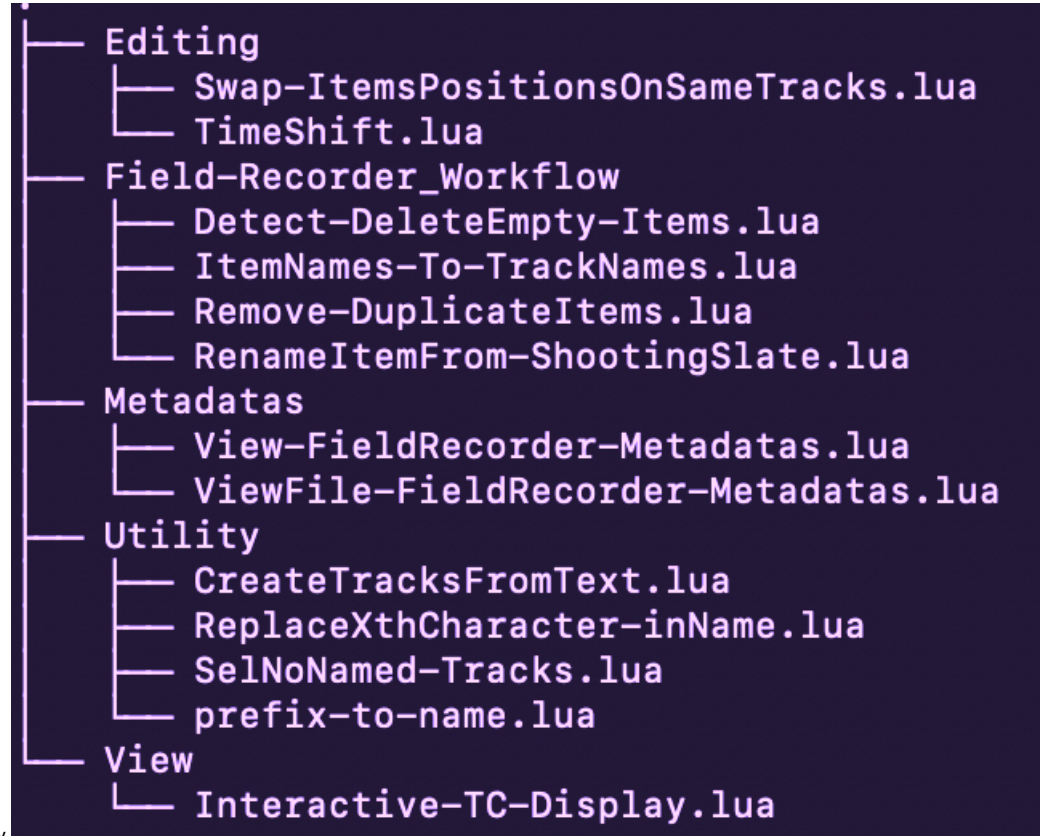 .
├── Editing
│   ├── Swap-ItemsPositionsOnSameTracks.lua
│   └── TimeShift.lua
├── Field-Recorder_Workflow
│   ├── Detect-DeleteEmpty-Items.lua
│   ├── ItemNames-To-TrackNames.lua
│   ├── Remove-DuplicateItems.lua
│   └── RenameItemFrom-ShootingSlate.lua
├── Metadatas
│   ├── View-FieldRecorder-Metadatas.lua
│   └── ViewFile-FieldRecorder-Metadatas.lua
├── Utility
│   ├── CreateTracksFromText.lua
│   ├── ReplaceXthCharacter-inName.lua
│   ├── SelNoNamed-Tracks.lua
│   └── prefix-to-name.lua
└── View
    └── Interactive-TC-Display.lua